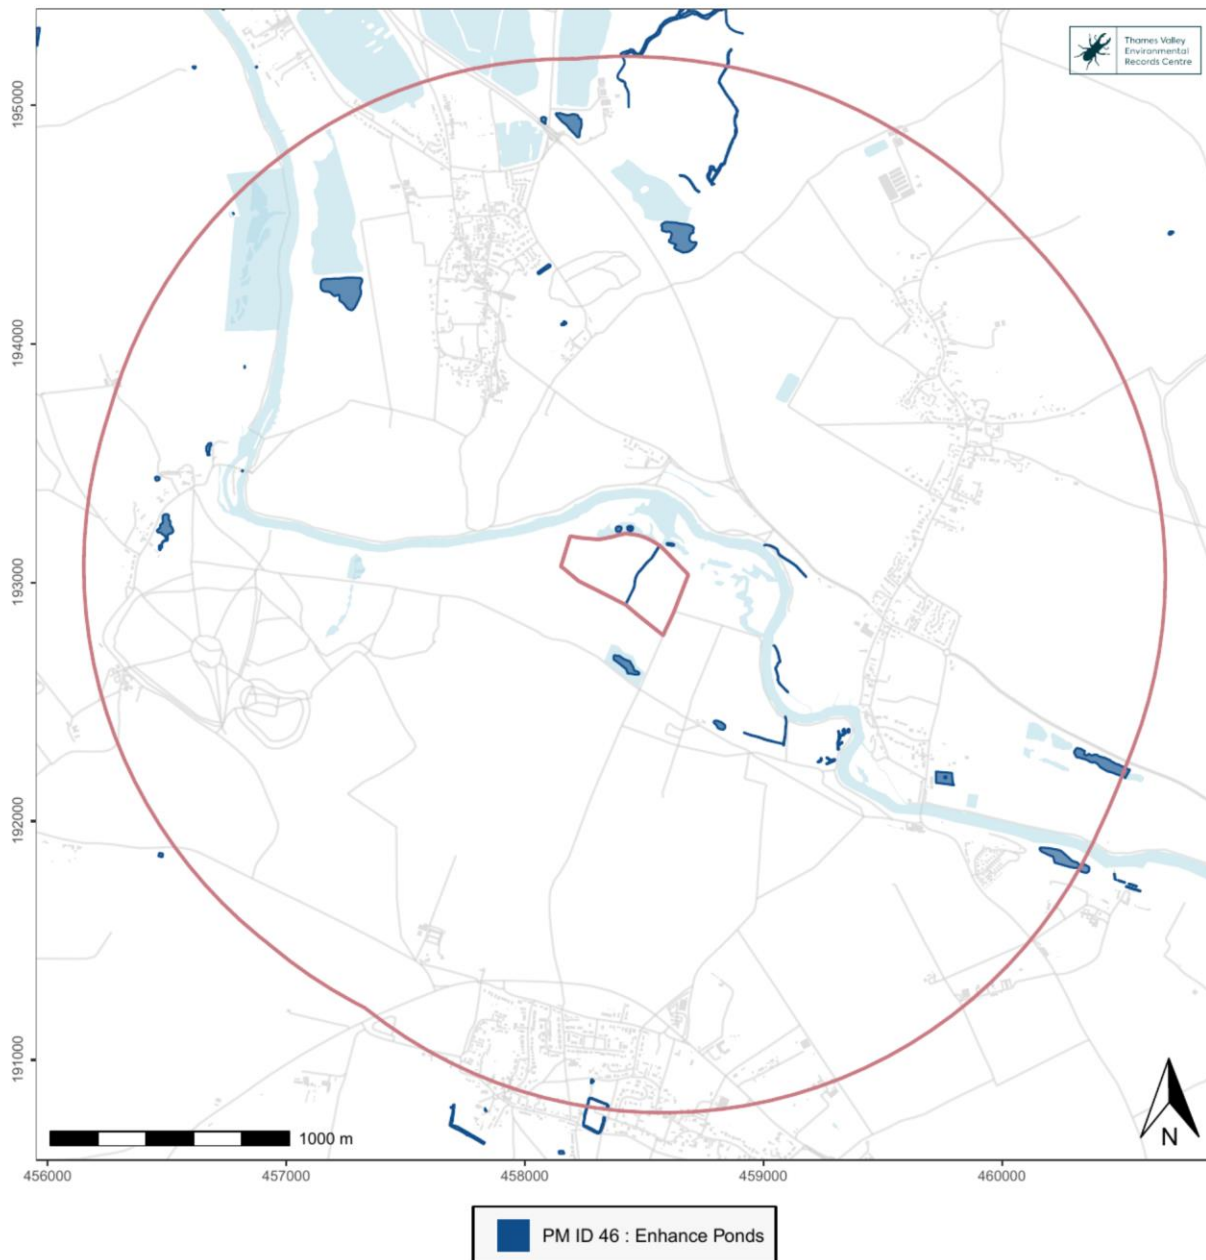 Thames Valley
Environmental
Records Centre
195000
194000
193000
192000
191000
1000 m
N
456000
457000
458000
459000
460000
PM ID 46 : Enhance Ponds